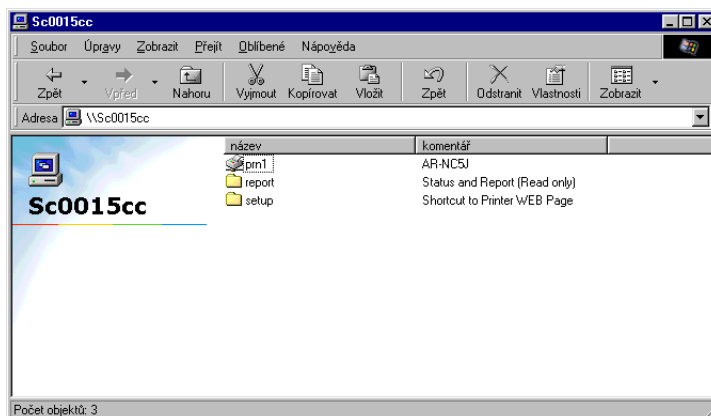 Sc0015cc
Soubor Úpravy Zobrazit Přejít Oblíbené Nápověda
Zpět Vpřed Nahoru Vyjmout Kopírovat Vložit Zpět Odstranit Vlastnosti Zobrazit
Adresa \\Sc0015cc
název komentář
prn1 AR-NC5J
report Status and Report (Read only)
setup Shortcut to Printer WEB Page
Sc0015cc
Počet objektů: 3